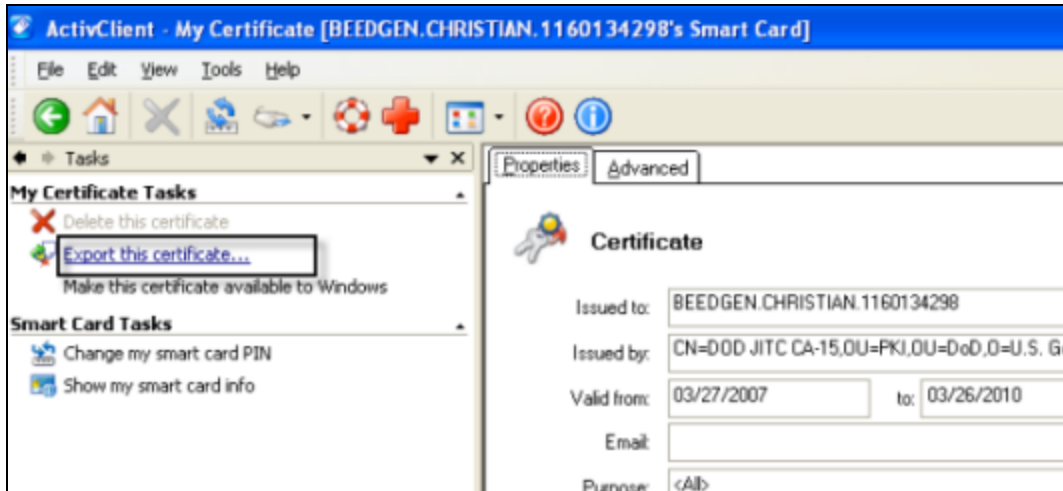 ActivClient - My Certificate [BEEDGEN.CHRISTIAN.1160134298's Smart Card]
File Edit View Tools Help
Tasks
My Certificate Tasks
Delete this certificate
Export this certificate...
Make this certificate available to Windows
Smart Card Tasks
Change my smart card PIN
Show my smart card info
Properties Advanced
Certificate
Issued to: BEEDGEN.CHRISTIAN.1160134298
Issued by: CN=DOD JITC CA-15,OU=PKI,OU=DoD,O=U.S. G
Valid from: 03/27/2007 to: 03/26/2010
Email:
Purpose: <All>